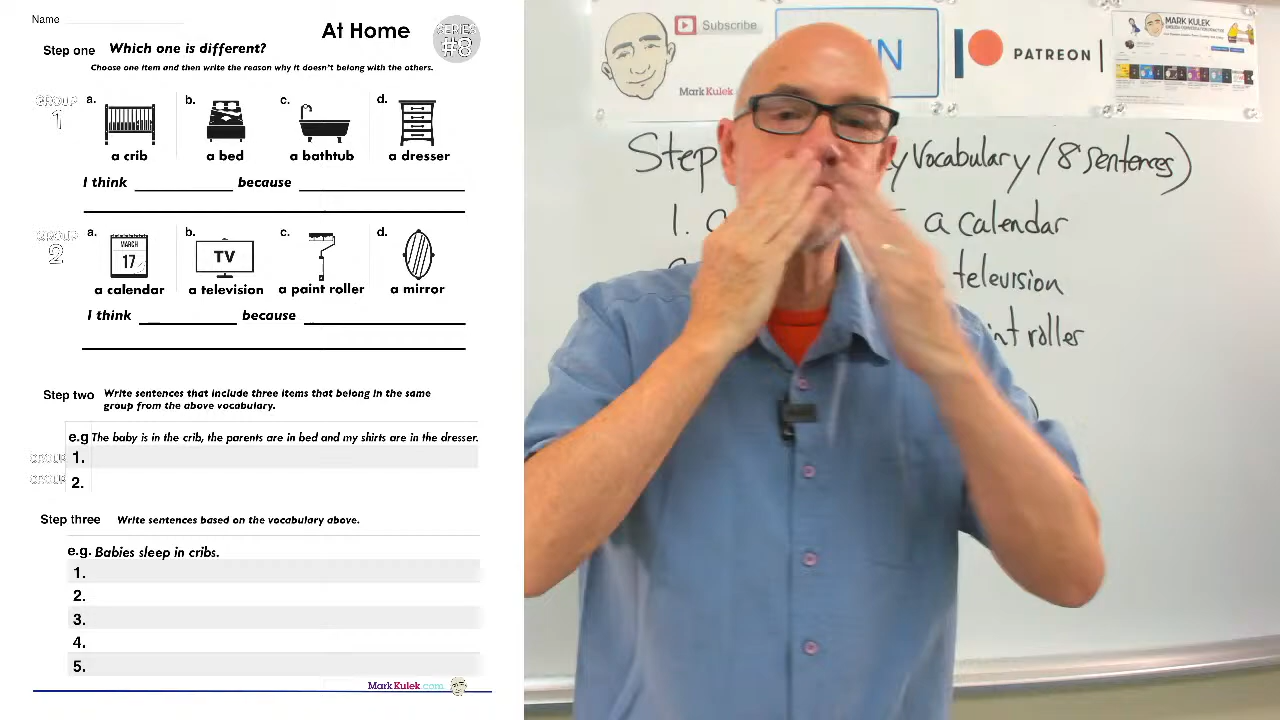 Name
At Home
Step one Which one is different?
Choose one item and then write the reason why it doesn't belong with the others.
GROUP
1
a. b. c. d.
a crib a bed a bathtub a dresser
I think because
GROUP
2
a. b. c. d.
MARCH
17
TV
a calendar a television a paint roller a mirror
I think because
Step two Write sentences that include three items that belong in the same
group from the above vocabulary.
e.g The baby is in the crib, the parents are in bed and my shirts are in the dresser.
1.
2.
Step three Write sentences based on the vocabulary above.
e.g. Babies sleep in cribs.
1.
2.
3.
4.
5.
MarkKulek.com
Subscribe
MarkKulek
PATREON
MARK KULEK
Step Vocabulary / 8 sentences)
1. a calendar
television
roller